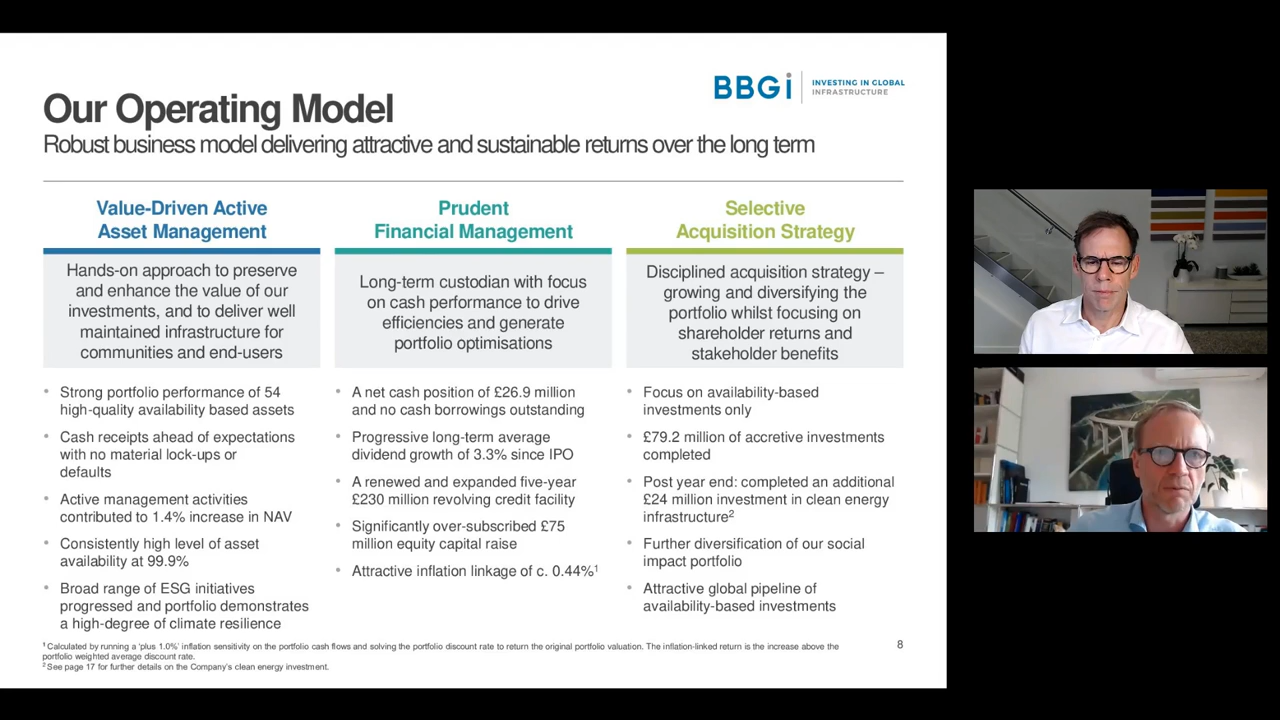 BBGi
INVESTING IN GLOBAL
INFRASTRUCTURE
Our Operating Model
Robust business model delivering attractive and sustainable returns over the long term
Value-Driven Active
Asset Management
Hands-on approach to preserve
and enhance the value of our
investments, and to deliver well
maintained infrastructure for
communities and end-users
• Strong portfolio performance of 54
high-quality availability based assets
• Cash receipts ahead of expectations
with no material lock-ups or
defaults
• Active management activities
contributed to 1.4% increase in NAV
• Consistently high level of asset
availability at 99.9%
• Broad range of ESG initiatives
progressed and portfolio demonstrates
a high-degree of climate resilience
Prudent
Financial Management
Long-term custodian with focus
on cash performance to drive
efficiencies and generate
portfolio optimisations
• A net cash position of £26.9 million
and no cash borrowings outstanding
• Progressive long-term average
dividend growth of 3.3% since IPO
• A renewed and expanded five-year
£230 million revolving credit facility
• Significantly over-subscribed £75
million equity capital raise
• Attractive inflation linkage of c. 0.44%¹
Selective
Acquisition Strategy
Disciplined acquisition strategy –
growing and diversifying the
portfolio whilst focusing on
shareholder returns and
stakeholder benefits
• Focus on availability-based
investments only
• £79.2 million of accretive investments
completed
• Post year end: completed an additional
£24 million investment in clean energy
infrastructure²
• Further diversification of our social
impact portfolio
• Attractive global pipeline of
availability-based investments
¹ Calculated by running a 'plus 1.0%' inflation sensitivity on the portfolio cash flows and solving the portfolio discount rate to return the original portfolio valuation. The inflation-linked return is the increase above the
portfolio weighted average discount rate.
² See page 17 for further details on the Company's clean energy investment.
8